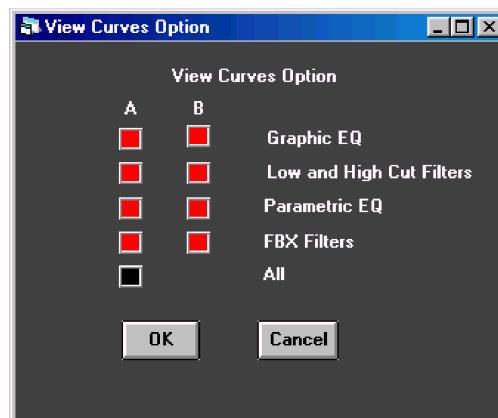 View Curves Option
View Curves Option
A B
Graphic EQ
Low and High Cut Filters
Parametric EQ
FBX Filters
All
OK Cancel